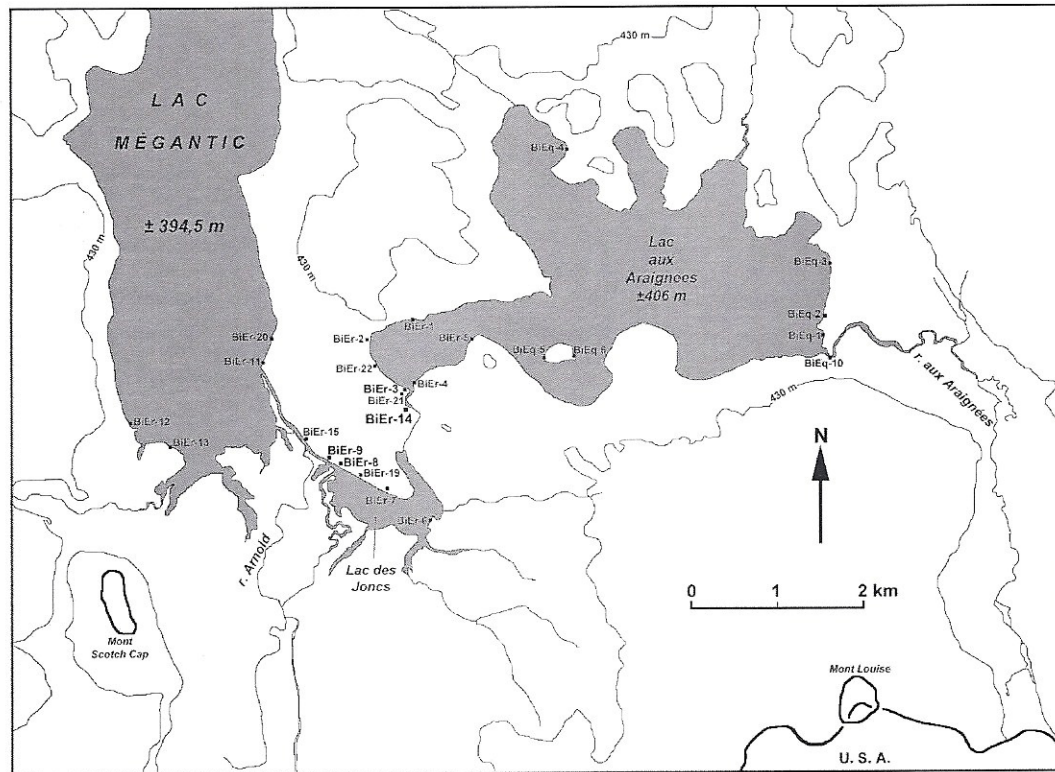 430 m
L A C
MÉGANTIC
± 394,5 m
430 m
430 m
BiEq-4
Lac
aux
Araignées
±406 m
BiEq-3
BiEq-2
BiEq-1
BiEq-10
r. aux Araignées
BiEr-20
BiEr-11
BiEr-2
BiEr-1
BiEr-5
BiEq-5
BiEq-6
BiEr-22
BiEr-3
BiEr-4
BiEr-21
BiEr-14
430 m
BiEr-12
BiEr-13
BiEr-15
BiEr-9
BiEr-8
BiEr-19
BiEr-7
BiEr-6
N
r. Arnold
Lac des
Joncs
0 1 2 km
Mont
Scotch Cap
Mont Louise
U. S. A.